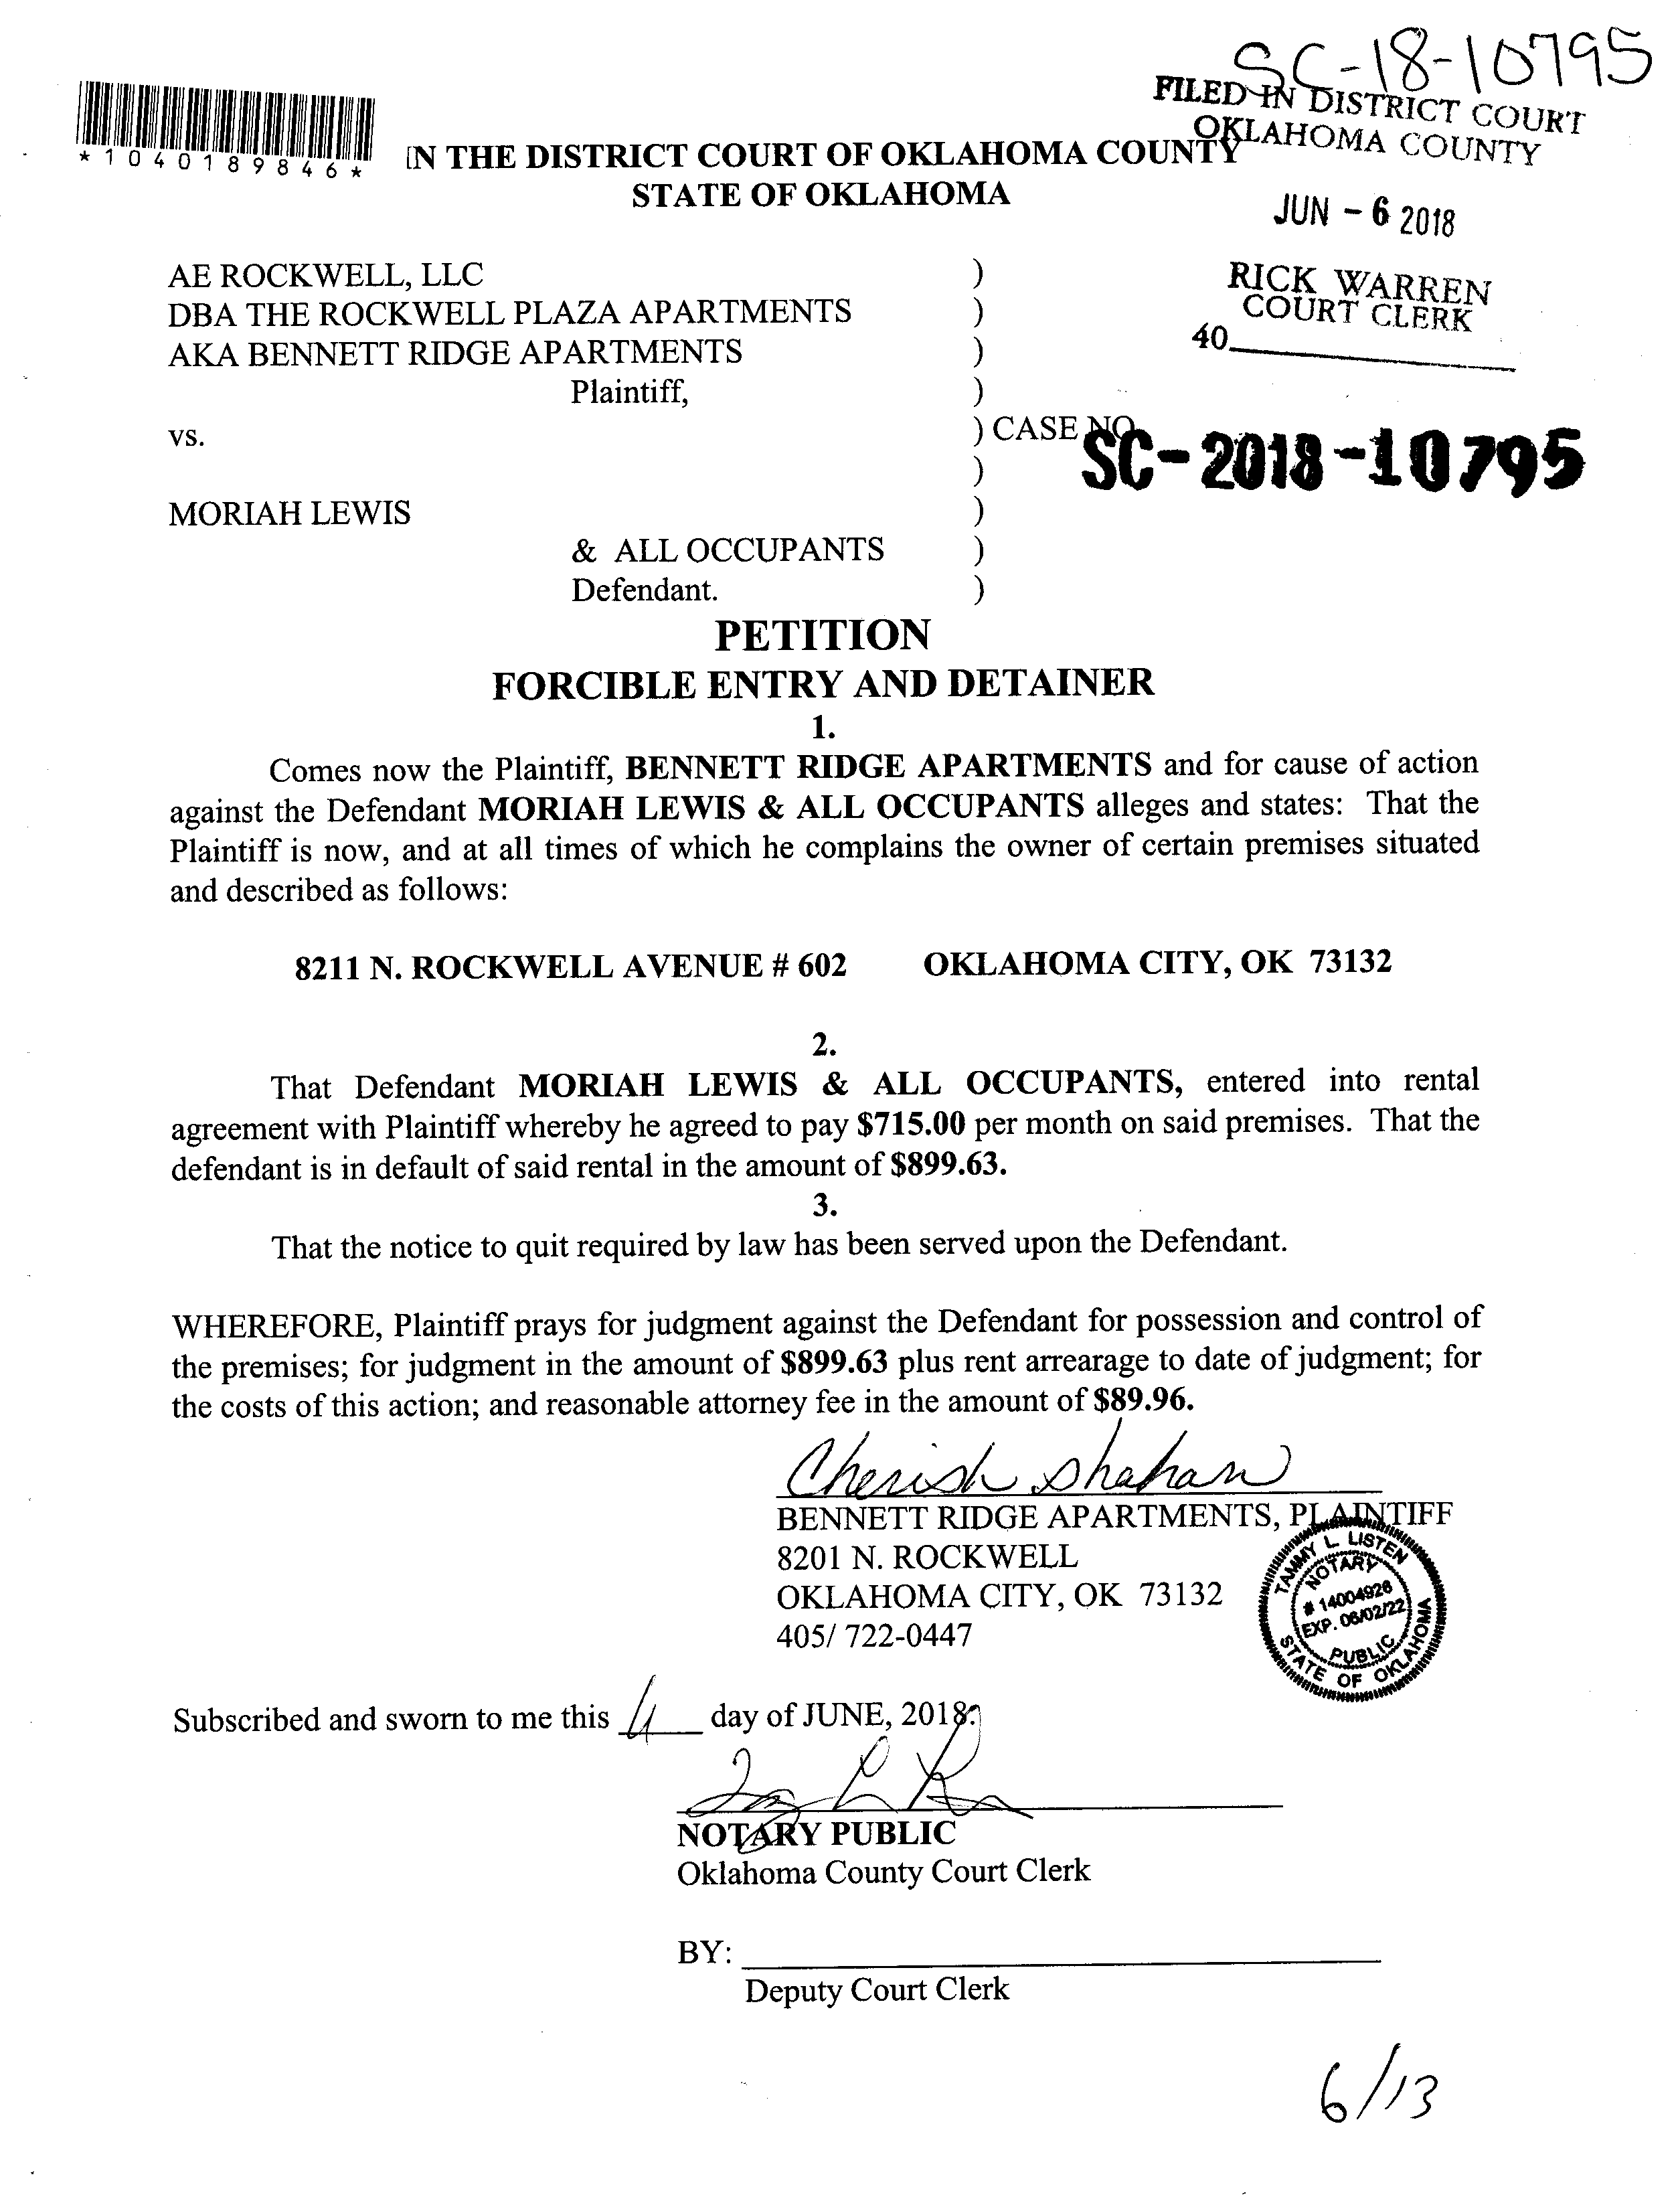 SC-18-10795
FILED IN DISTRICT COURT
OKLAHOMA COUNTY
*1040189846*
IN THE DISTRICT COURT OF OKLAHOMA COUNTY
STATE OF OKLAHOMA
JUN - 6 2018
RICK WARREN
COURT CLERK
40
AE ROCKWELL, LLC )
DBA THE ROCKWELL PLAZA APARTMENTS )
AKA BENNETT RIDGE APARTMENTS )
Plaintiff, )
vs. ) CASE NO.
SC-2018-10795
)
MORIAH LEWIS )
& ALL OCCUPANTS )
Defendant. )
PETITION
FORCIBLE ENTRY AND DETAINER
1.
Comes now the Plaintiff, BENNETT RIDGE APARTMENTS and for cause of action
against the Defendant MORIAH LEWIS & ALL OCCUPANTS alleges and states: That the
Plaintiff is now, and at all times of which he complains the owner of certain premises situated
and described as follows:
8211 N. ROCKWELL AVENUE # 602 OKLAHOMA CITY, OK 73132
2.
That Defendant MORIAH LEWIS & ALL OCCUPANTS, entered into rental
agreement with Plaintiff whereby he agreed to pay $715.00 per month on said premises. That the
defendant is in default of said rental in the amount of $899.63.
3.
That the notice to quit required by law has been served upon the Defendant.
WHEREFORE, Plaintiff prays for judgment against the Defendant for possession and control of
the premises; for judgment in the amount of $899.63 plus rent arrearage to date of judgment; for
the costs of this action; and reasonable attorney fee in the amount of $89.96.
Cherish Shahan
BENNETT RIDGE APARTMENTS, PLAINTIFF
8201 N. ROCKWELL
OKLAHOMA CITY, OK 73132
405/ 722-0447
TAMMY L. LISTEN
NOTARY
# 14004926
EXP. 06/02/22
PUBLIC
STATE OF OKLAHOMA
Subscribed and sworn to me this 4 day of JUNE, 2018.
NOTARY PUBLIC
Oklahoma County Court Clerk
BY:
Deputy Court Clerk
6/13